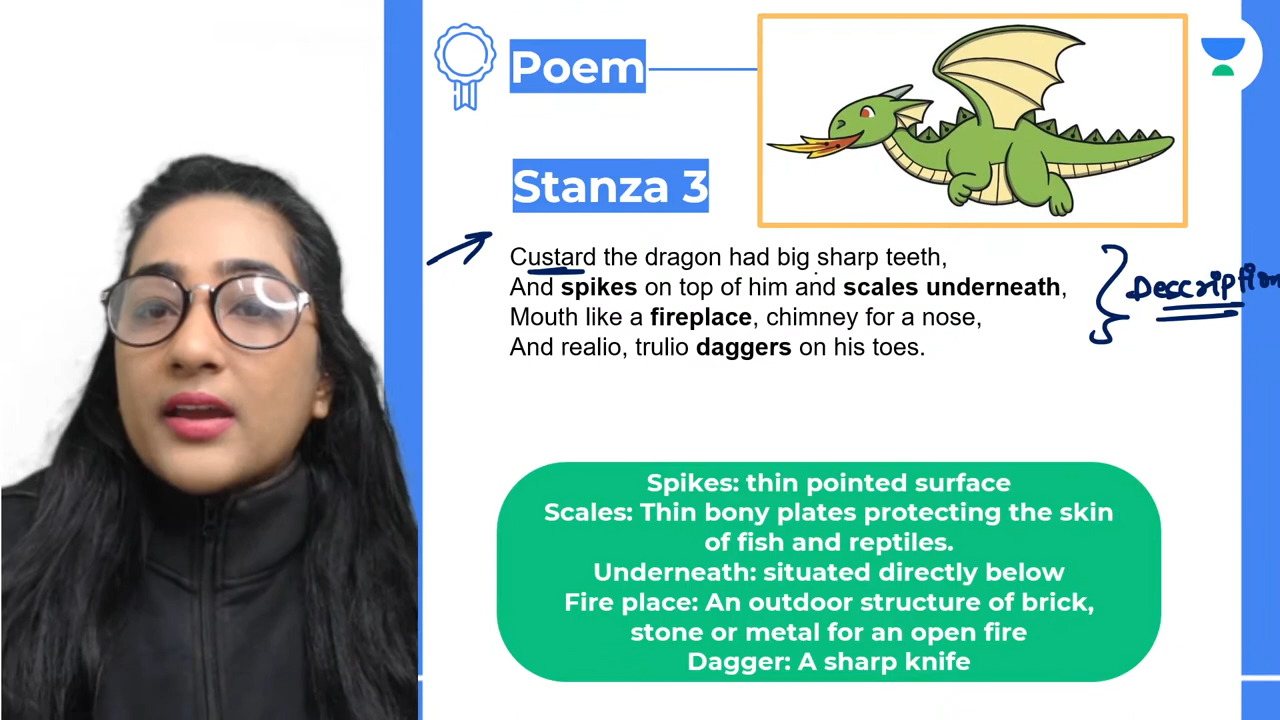 Poem
Stanza 3
Custard the dragon had big sharp teeth,
And spikes on top of him and scales underneath,
Mouth like a fireplace, chimney for a nose,
And realio, trulio daggers on his toes.
Description
Spikes: thin pointed surface
Scales: Thin bony plates protecting the skin
of fish and reptiles.
Underneath: situated directly below
Fire place: An outdoor structure of brick,
stone or metal for an open fire
Dagger: A sharp knife